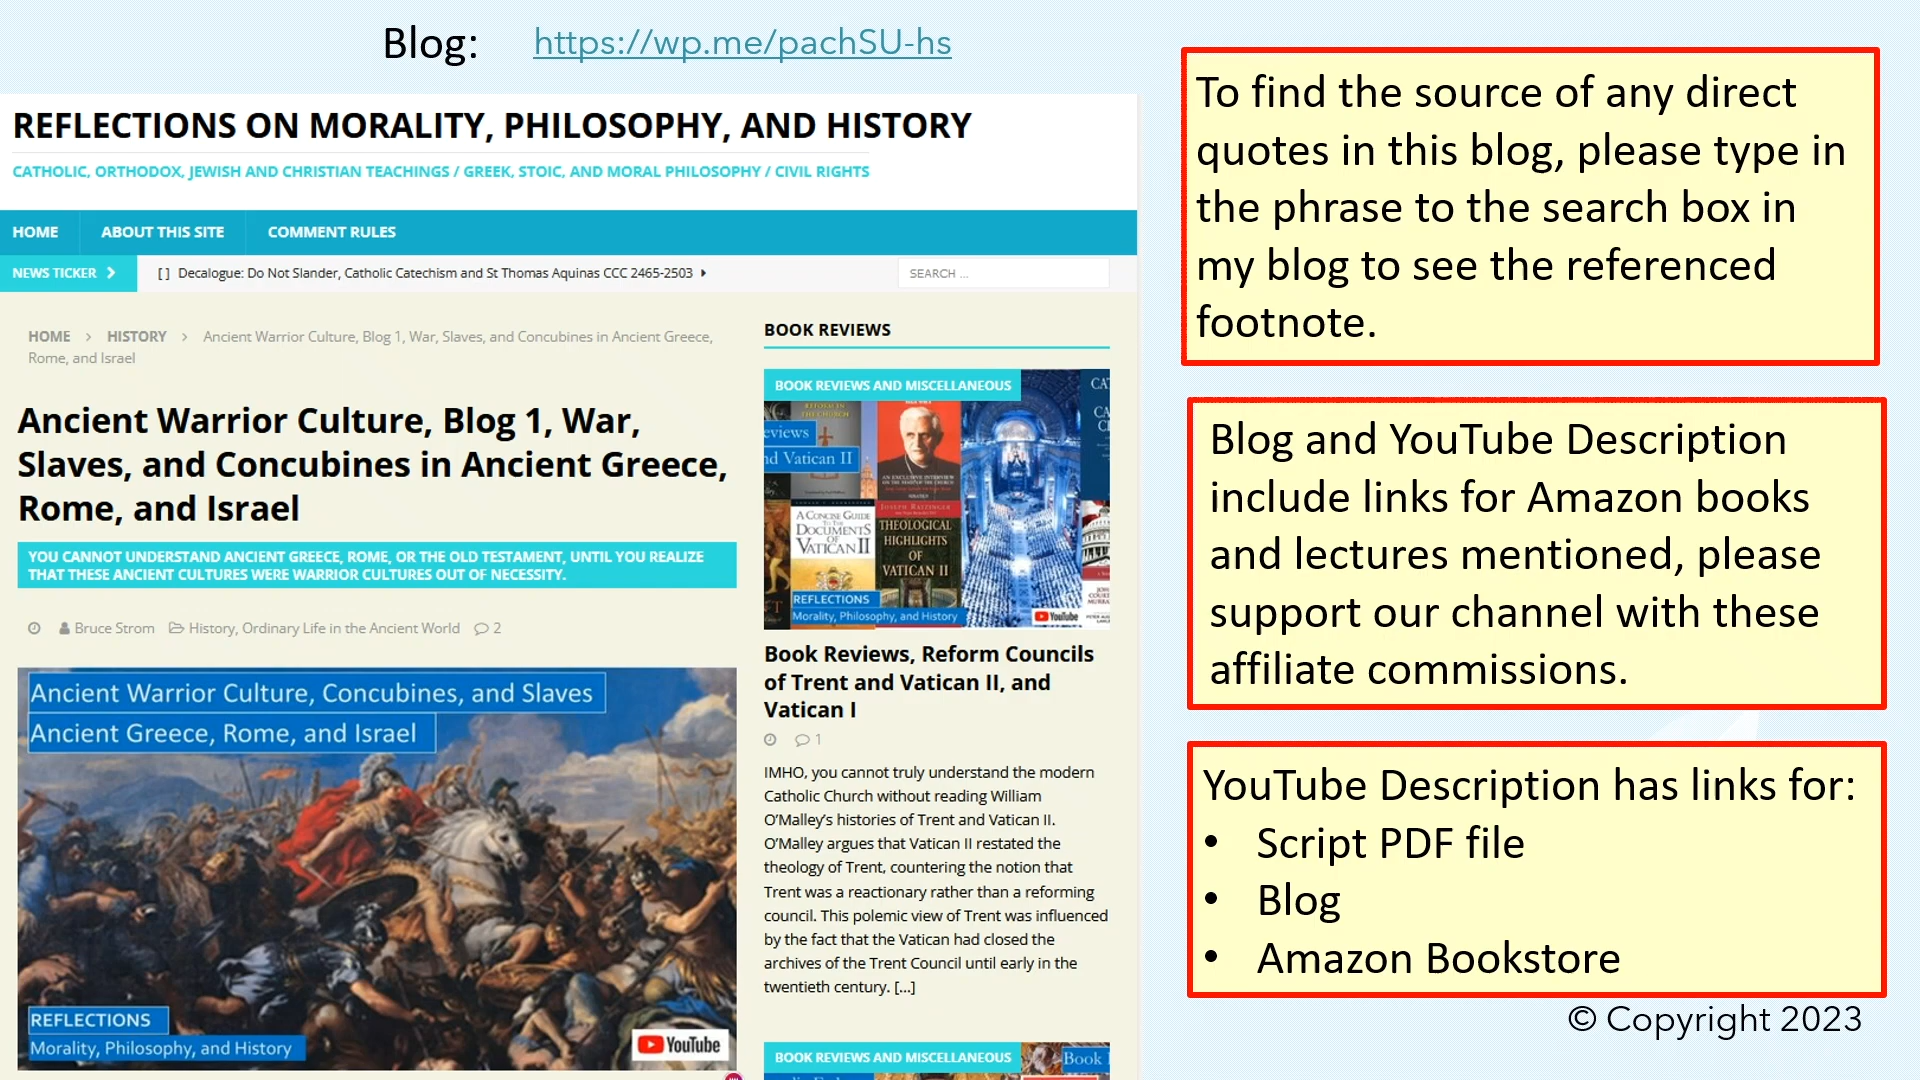 Blog: https://wp.me/pachSU-hs
REFLECTIONS ON MORALITY, PHILOSOPHY, AND HISTORY
CATHOLIC, ORTHODOX, JEWISH AND CHRISTIAN TEACHINGS / GREEK, STOIC, AND MORAL PHILOSOPHY / CIVIL RIGHTS
HOME ABOUT THIS SITE COMMENT RULES
NEWS TICKER [ ] Decalogue: Do Not Slander, Catholic Catechism and St Thomas Aquinas CCC 2465-2503
SEARCH ...
HOME > HISTORY > Ancient Warrior Culture, Blog 1, War, Slaves, and Concubines in Ancient Greece,
Rome, and Israel
Ancient Warrior Culture, Blog 1, War,
Slaves, and Concubines in Ancient Greece,
Rome, and Israel
YOU CANNOT UNDERSTAND ANCIENT GREECE, ROME, OR THE OLD TESTAMENT, UNTIL YOU REALIZE
THAT THESE ANCIENT CULTURES WERE WARRIOR CULTURES OUT OF NECESSITY.
Bruce Strom History, Ordinary Life in the Ancient World 2
Ancient Warrior Culture, Concubines, and Slaves
Ancient Greece, Rome, and Israel
REFLECTIONS
Morality, Philosophy, and History
YouTube
BOOK REVIEWS
BOOK REVIEWS AND MISCELLANEOUS
eviews
nd Vatican II
A CONCISE GUIDE
TO THE
DOCUMENTS
OF
VATICAN II
JOSEPH RATZINGER
THEOLOGICAL
HIGHLIGHTS
OF
VATICAN II
REFLECTIONS
Morality, Philosophy, and History
YouTube
Book Reviews, Reform Councils
of Trent and Vatican II, and
Vatican I
1
IMHO, you cannot truly understand the modern
Catholic Church without reading William
O’Malley’s histories of Trent and Vatican II.
O’Malley argues that Vatican II restated the
theology of Trent, countering the notion that
Trent was a reactionary rather than a reforming
council. This polemic view of Trent was influenced
by the fact that the Vatican had closed the
archives of the Trent Council until early in the
twentieth century. [...]
BOOK REVIEWS AND MISCELLANEOUS
Book
To find the source of any direct
quotes in this blog, please type in
the phrase to the search box in
my blog to see the referenced
footnote.
Blog and YouTube Description
include links for Amazon books
and lectures mentioned, please
support our channel with these
affiliate commissions.
YouTube Description has links for:
• Script PDF file
• Blog
• Amazon Bookstore
© Copyright 2023